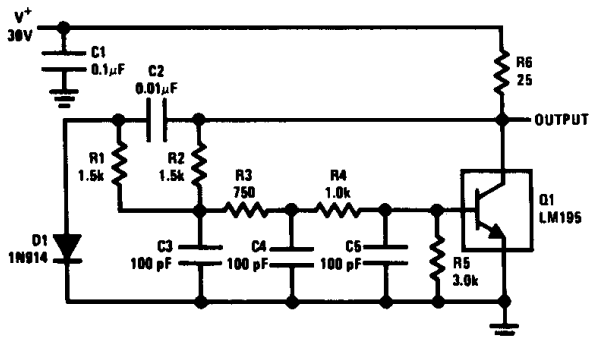 V+
30V
C1
0.1µF
C2
0.01µF
R6
25
OUTPUT
R1
1.5k
R2
1.5k
R3
750
R4
1.0k
Q1
LM195
D1
1N914
C3
100 pF
C4
100 pF
C5
100 pF
R5
3.0k